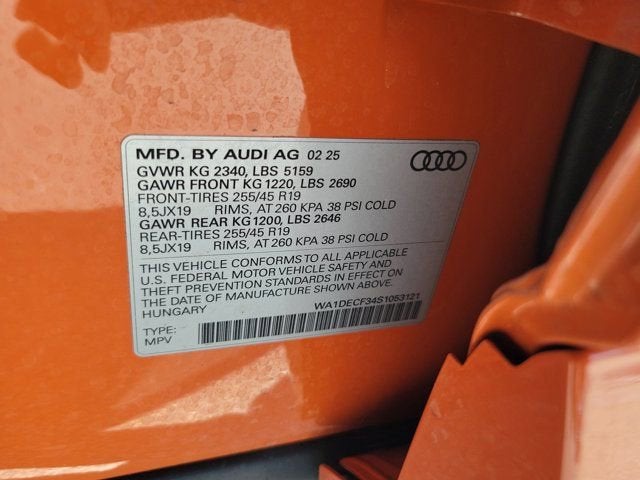 MFD. BY AUDI AG 02 25
GVWR KG 2340, LBS 5159
GAWR FRONT KG 1220, LBS 2690
FRONT-TIRES 255/45 R19
8,5JX19 RIMS, AT 260 KPA 38 PSI COLD
GAWR REAR KG1200, LBS 2646
REAR-TIRES 255/45 R19
8,5JX19 RIMS, AT 260 KPA 38 PSI COLD
THIS VEHICLE CONFORMS TO ALL APPLICABLE
U.S. FEDERAL MOTOR VEHICLE SAFETY AND
THEFT PREVENTION STANDARDS IN EFFECT ON
THE DATE OF MANUFACTURE SHOWN ABOVE.
HUNGARY
WA1DECF34S1053121
TYPE:
MPV